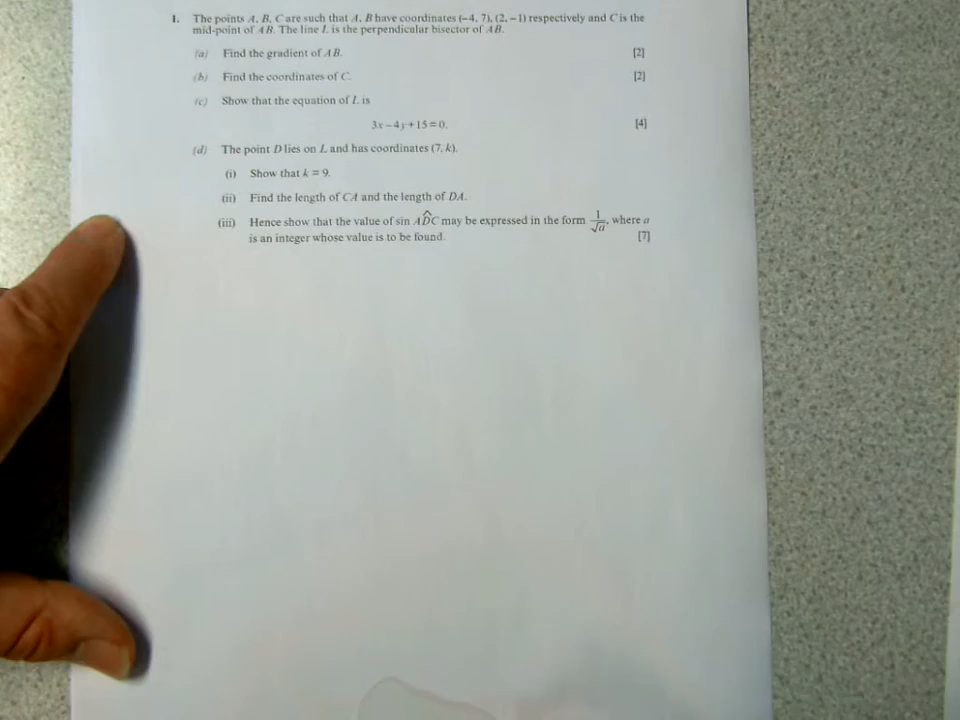 1. The points A, B, C are such that A, B have coordinates (−4, 7), (2, −1) respectively and C is the
mid-point of AB. The line L is the perpendicular bisector of AB.
(a) Find the gradient of AB. [2]
(b) Find the coordinates of C. [2]
(c) Show that the equation of L is
3x − 4y + 15 = 0. [4]
(d) The point D lies on L and has coordinates (7, k).
(i) Show that k = 9.
(ii) Find the length of CA and the length of DA.
(iii) Hence show that the value of sin AD̂C may be expressed in the form 1/√a, where a
is an integer whose value is to be found. [7]